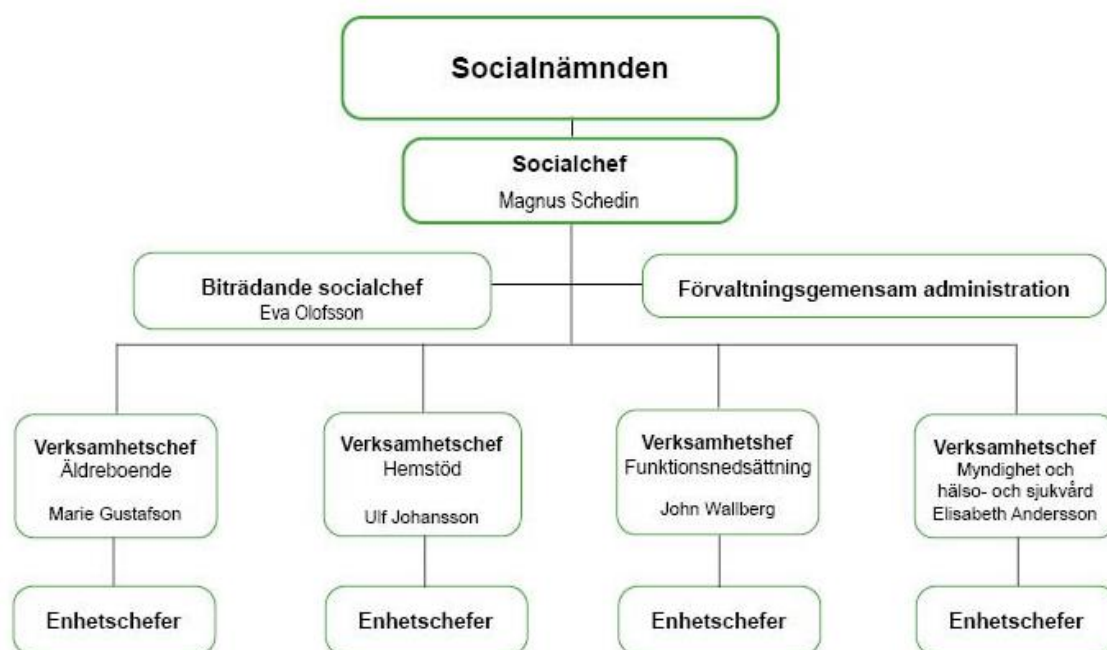 Socialnämnden
Socialchef
Magnus Schedin
Biträdande socialchef
Eva Olofsson
Förvaltningsgemensam administration
Verksamhetschef
Äldreboende
Marie Gustafson
Verksamhetschef
Hemstöd
Ulf Johansson
Verksamhetshef
Funktionsnedsättning
John Wallberg
Verksamhetschef
Myndighet och
hälso- och sjukvård
Elisabeth Andersson
Enhetschefer
Enhetschefer
Enhetschefer
Enhetschefer